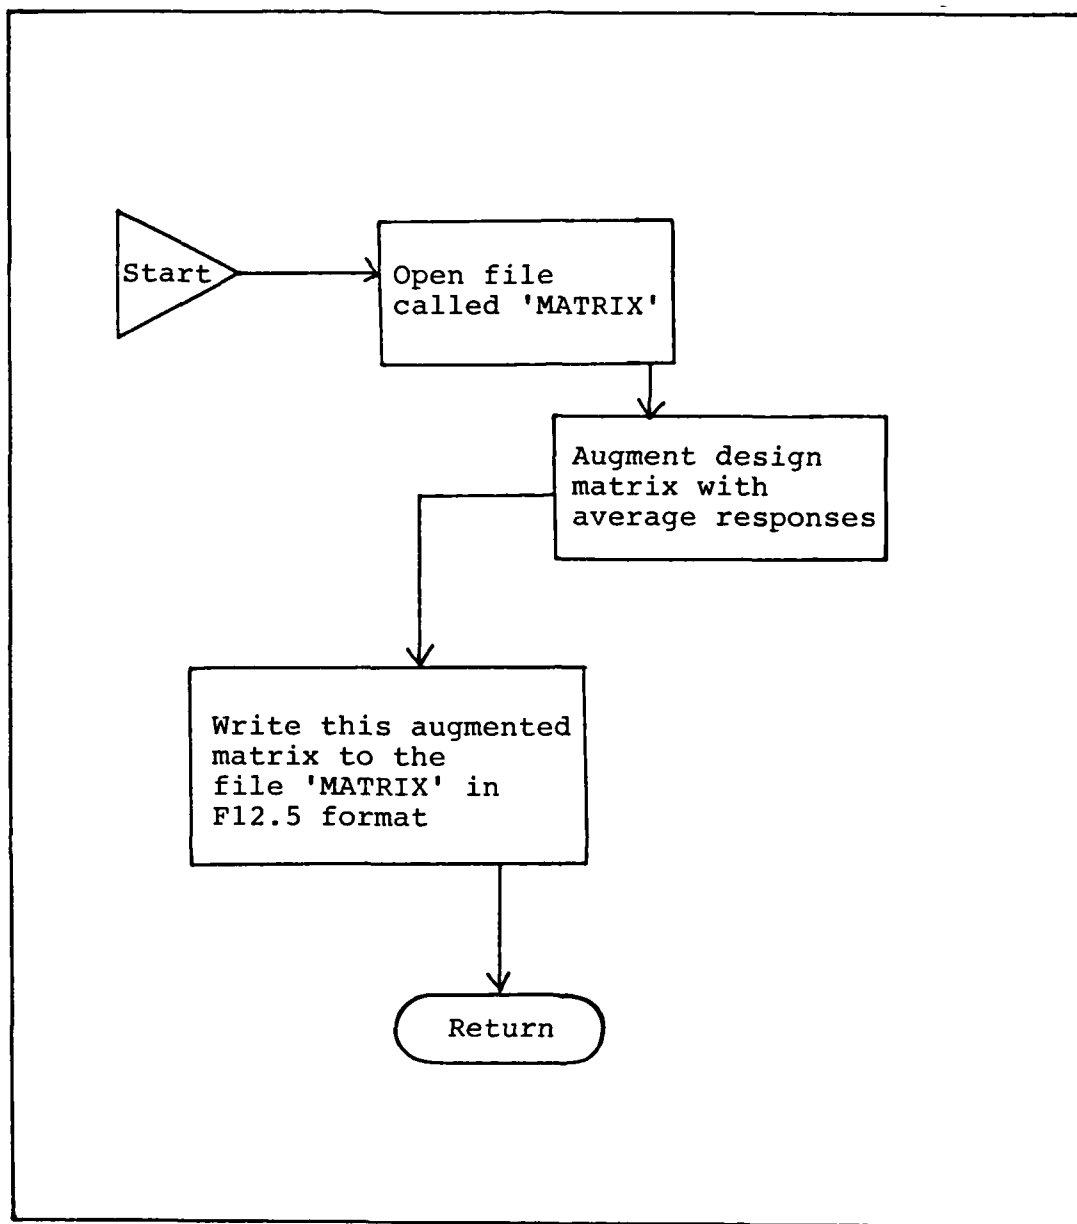 Start
Open file
called 'MATRIX'
Augment design
matrix with
average responses
Write this augmented
matrix to the
file 'MATRIX' in
F12.5 format
Return